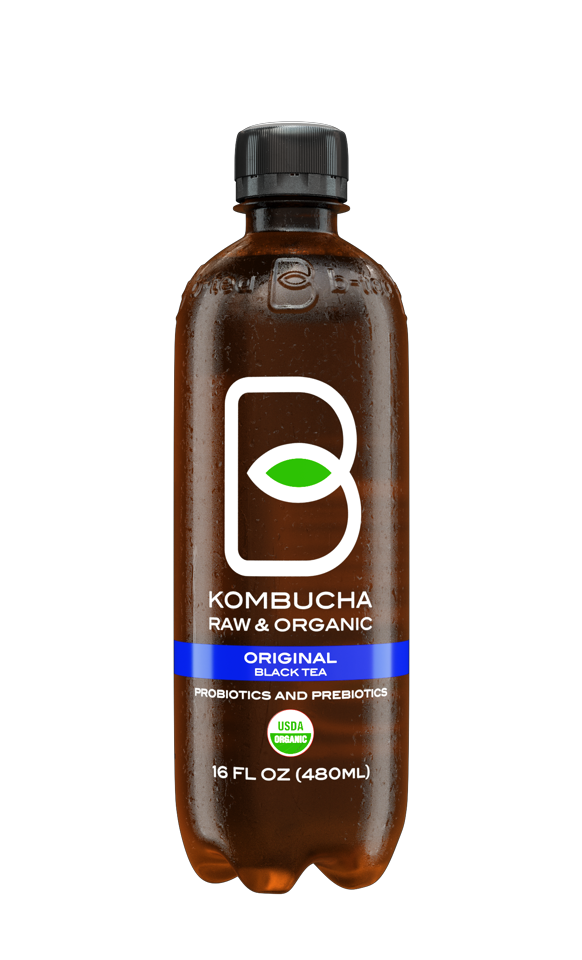 B
KOMBUCHA
RAW & ORGANIC
ORIGINAL
BLACK TEA
PROBIOTICS AND PREBIOTICS
USDA
ORGANIC
16 FL OZ (480ML)